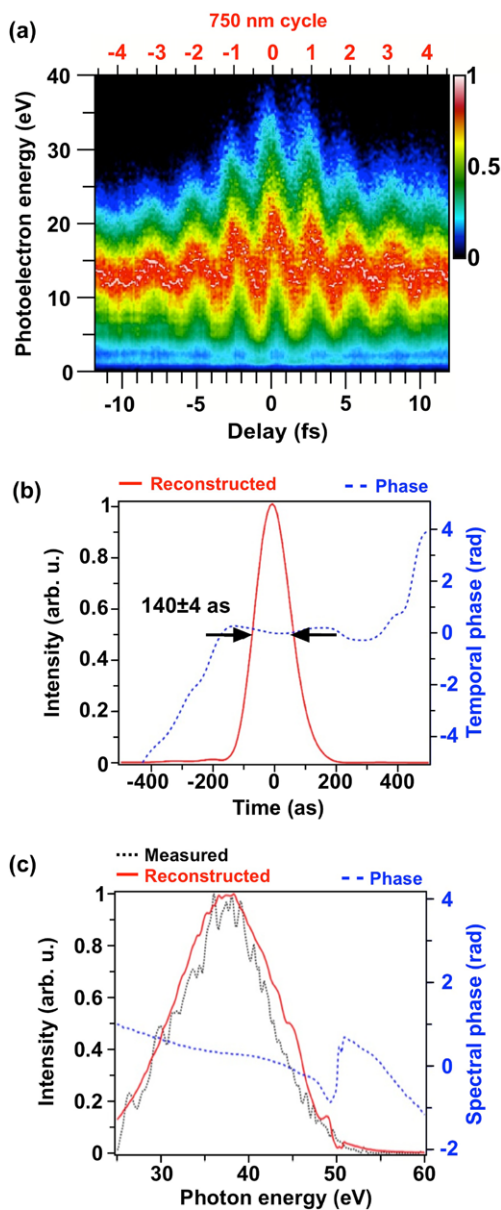 750 nm cycle
(a)
-4 -3 -2 -1 0 1 2 3 4
Photoelectron energy (eV)
40
30
20
10
0
1
0.5
0
-10 -5 0 5 10
Delay (fs)
(b)
Reconstructed
Phase
Intensity (arb. u.)
1
0.8
0.6
0.4
0.2
0
140±4 as
4
2
0
-2
-4
Temporal phase (rad)
-400 -200 0 200 400
Time (as)
(c)
Measured
Reconstructed
Phase
Intensity (arb. u.)
1
0.8
0.6
0.4
0.2
0
4
2
0
-2
Spectral phase (rad)
30 40 50 60
Photon energy (eV)